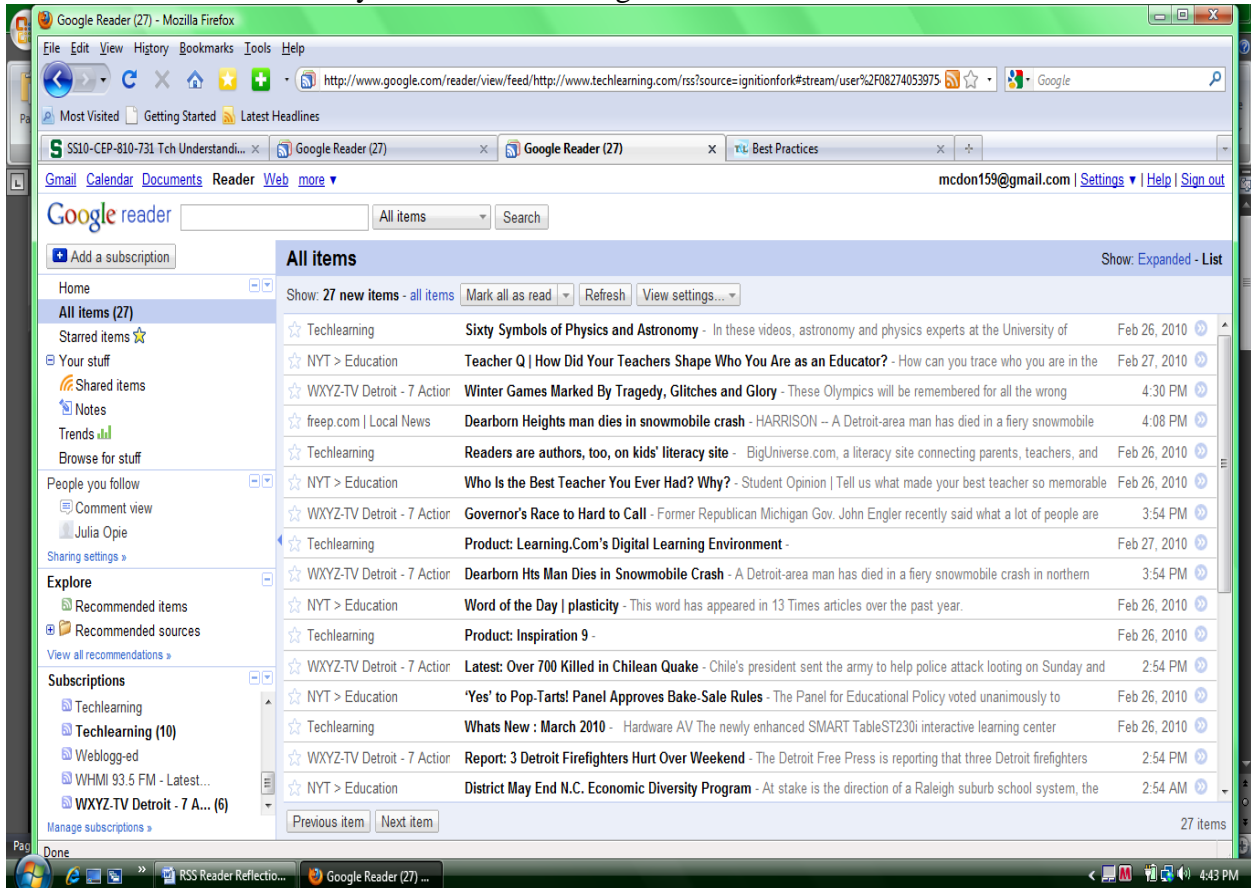 Google Reader (27) - Mozilla Firefox
File Edit View History Bookmarks Tools Help
http://www.google.com/reader/view/feed/http://www.techlearning.com/rss?source=ignitionfork#stream/user%2F08274053975
Google
Most Visited Getting Started Latest Headlines
SS10-CEP-810-731 Tch Understandi... Google Reader (27) Google Reader (27) Best Practices
Gmail Calendar Documents Reader Web more ▼ mcdon159@gmail.com | Settings ▼ | Help | Sign out
Google reader All items Search
Add a subscription
Home
All items (27)
Starred items
Your stuff
Shared items
Notes
Trends
Browse for stuff
People you follow
Comment view
Julia Opie
Sharing settings »
Explore
Recommended items
Recommended sources
View all recommendations »
Subscriptions
Techlearning
Techlearning (10)
Weblogg-ed
WHMI 93.5 FM - Latest...
WXYZ-TV Detroit - 7 A... (6)
Manage subscriptions »
All items Show: Expanded - List
Show: 27 new items - all items Mark all as read Refresh View settings...
Techlearning Sixty Symbols of Physics and Astronomy - In these videos, astronomy and physics experts at the University of Feb 26, 2010
NYT > Education Teacher Q | How Did Your Teachers Shape Who You Are as an Educator? - How can you trace who you are in the Feb 27, 2010
WXYZ-TV Detroit - 7 Action Winter Games Marked By Tragedy, Glitches and Glory - These Olympics will be remembered for all the wrong 4:30 PM
freep.com | Local News Dearborn Heights man dies in snowmobile crash - HARRISON -- A Detroit-area man has died in a fiery snowmobile 4:08 PM
Techlearning Readers are authors, too, on kids' literacy site - BigUniverse.com, a literacy site connecting parents, teachers, and Feb 26, 2010
NYT > Education Who Is the Best Teacher You Ever Had? Why? - Student Opinion | Tell us what made your best teacher so memorable Feb 26, 2010
WXYZ-TV Detroit - 7 Action Governor's Race to Hard to Call - Former Republican Michigan Gov. John Engler recently said what a lot of people are 3:54 PM
Techlearning Product: Learning.Com's Digital Learning Environment - Feb 27, 2010
WXYZ-TV Detroit - 7 Action Dearborn Hts Man Dies in Snowmobile Crash - A Detroit-area man has died in a fiery snowmobile crash in northern 3:54 PM
NYT > Education Word of the Day | plasticity - This word has appeared in 13 Times articles over the past year. Feb 26, 2010
Techlearning Product: Inspiration 9 - Feb 26, 2010
WXYZ-TV Detroit - 7 Action Latest: Over 700 Killed in Chilean Quake - Chile's president sent the army to help police attack looting on Sunday and 2:54 PM
NYT > Education 'Yes' to Pop-Tarts! Panel Approves Bake-Sale Rules - The Panel for Educational Policy voted unanimously to Feb 26, 2010
Techlearning Whats New : March 2010 - Hardware AV The newly enhanced SMART TableST230i interactive learning center Feb 26, 2010
WXYZ-TV Detroit - 7 Action Report: 3 Detroit Firefighters Hurt Over Weekend - The Detroit Free Press is reporting that three Detroit firefighters 2:54 PM
NYT > Education District May End N.C. Economic Diversity Program - At stake is the direction of a Raleigh suburb school system, the 2:54 AM
Previous item Next item 27 items
Done
RSS Reader Reflectio... Google Reader (27) ... 4:43 PM